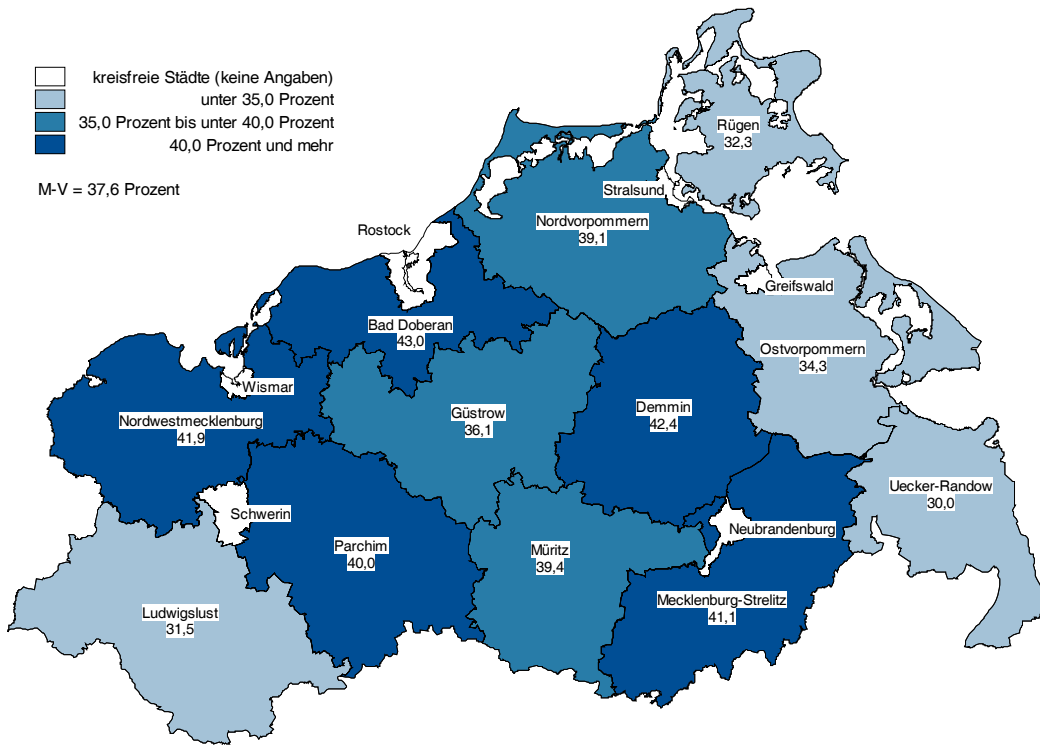 kreisfreie Städte (keine Angaben)
unter 35,0 Prozent
35,0 Prozent bis unter 40,0 Prozent
40,0 Prozent und mehr
M-V = 37,6 Prozent
Rügen
32,3
Stralsund
Nordvorpommern
39,1
Rostock
Greifswald
Bad Doberan
43,0
Ostvorpommern
34,3
Wismar
Nordwestmecklenburg
41,9
Güstrow
36,1
Demmin
42,4
Uecker-Randow
30,0
Schwerin
Neubrandenburg
Parchim
40,0
Müritz
39,4
Mecklenburg-Strelitz
41,1
Ludwigslust
31,5